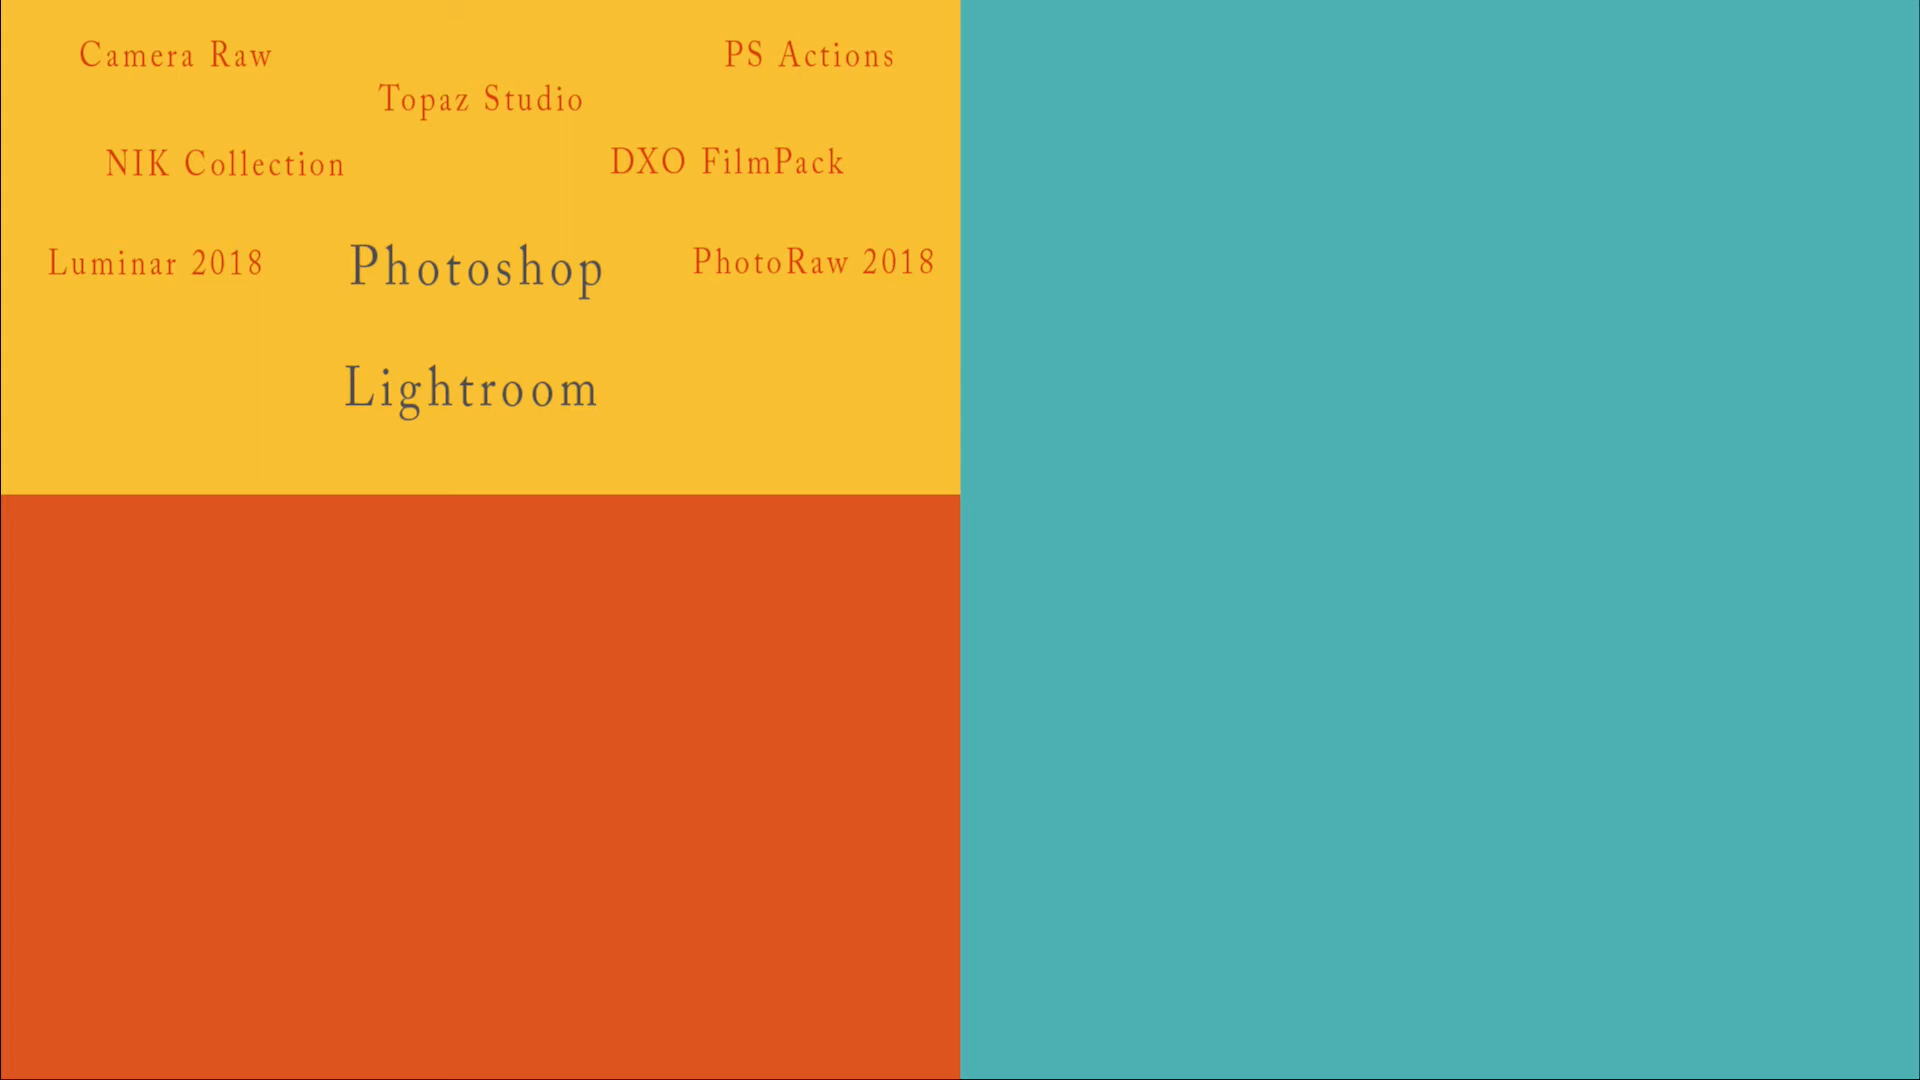 Camera Raw
PS Actions
Topaz Studio
NIK Collection
DXO FilmPack
Luminar 2018
Photoshop
PhotoRaw 2018
Lightroom